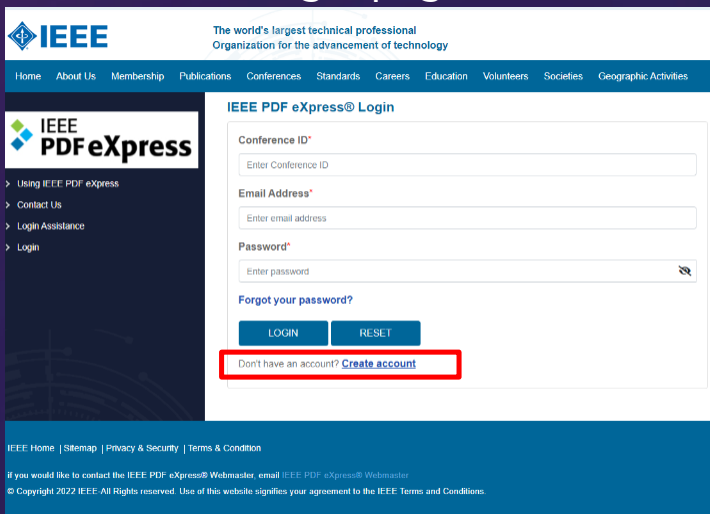 IEEE
The world's largest technical professional
Organization for the advancement of technology
Home About Us Membership Publications Conferences Standards Careers Education Volunteers Societies Geographic Activities
IEEE
PDF eXpress
Using IEEE PDF eXpress
Contact Us
Login Assistance
Login
IEEE PDF eXpress® Login
Conference ID*
Enter Conference ID
Email Address*
Enter email address
Password*
Enter password
Forgot your password?
LOGIN RESET
Don't have an account? Create account
IEEE Home | Sitemap | Privacy & Security | Terms & Condition
if you would like to contact the IEEE PDF eXpress® Webmaster, email IEEE PDF eXpress® Webmaster
© Copyright 2022 IEEE-All Rights reserved. Use of this website signifies your agreement to the IEEE Terms and Conditions.